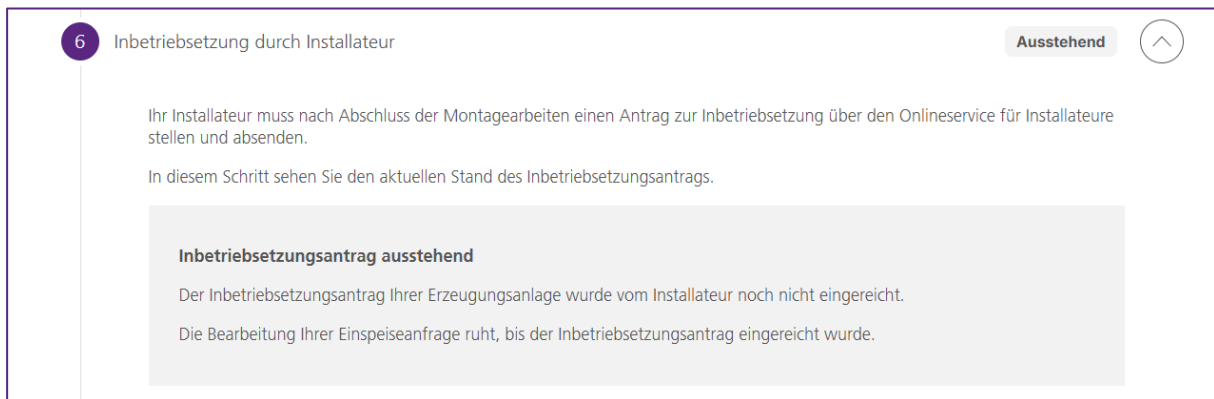 6 Inbetriebsetzung durch Installateur Ausstehend
Ihr Installateur muss nach Abschluss der Montagearbeiten einen Antrag zur Inbetriebsetzung über den Onlineservice für Installateure
stellen und absenden.
In diesem Schritt sehen Sie den aktuellen Stand des Inbetriebsetzungsantrags.
Inbetriebsetzungsantrag ausstehend
Der Inbetriebsetzungsantrag Ihrer Erzeugungsanlage wurde vom Installateur noch nicht eingereicht.
Die Bearbeitung Ihrer Einspeiseanfrage ruht, bis der Inbetriebsetzungsantrag eingereicht wurde.